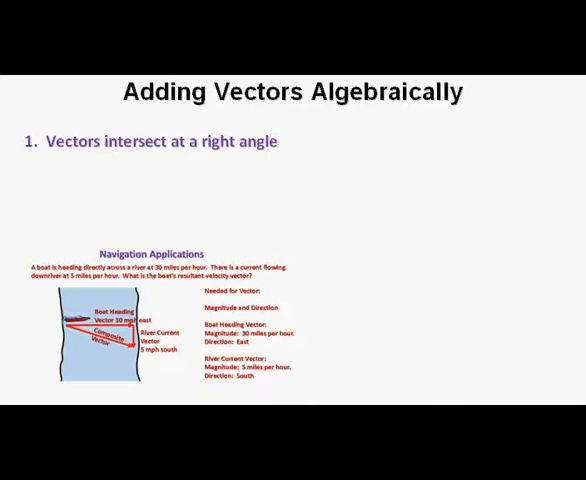 Adding Vectors Algebraically
1. Vectors intersect at a right angle
Navigation Applications
A boat is heading directly across a river at 30 miles per hour. There is a current flowing
downriver at 5 miles per hour. What is the boat's resultant velocity vector?
Needed for Vector:
Magnitude and Direction
Boat Heading
Vector 30 mph east
Composite
Vector
River Current
Vector
5 mph south
Boat Heading Vector:
Magnitude: 30 miles per hour.
Direction: East
River Current Vector:
Magnitude: 5 miles per hour.
Direction: South